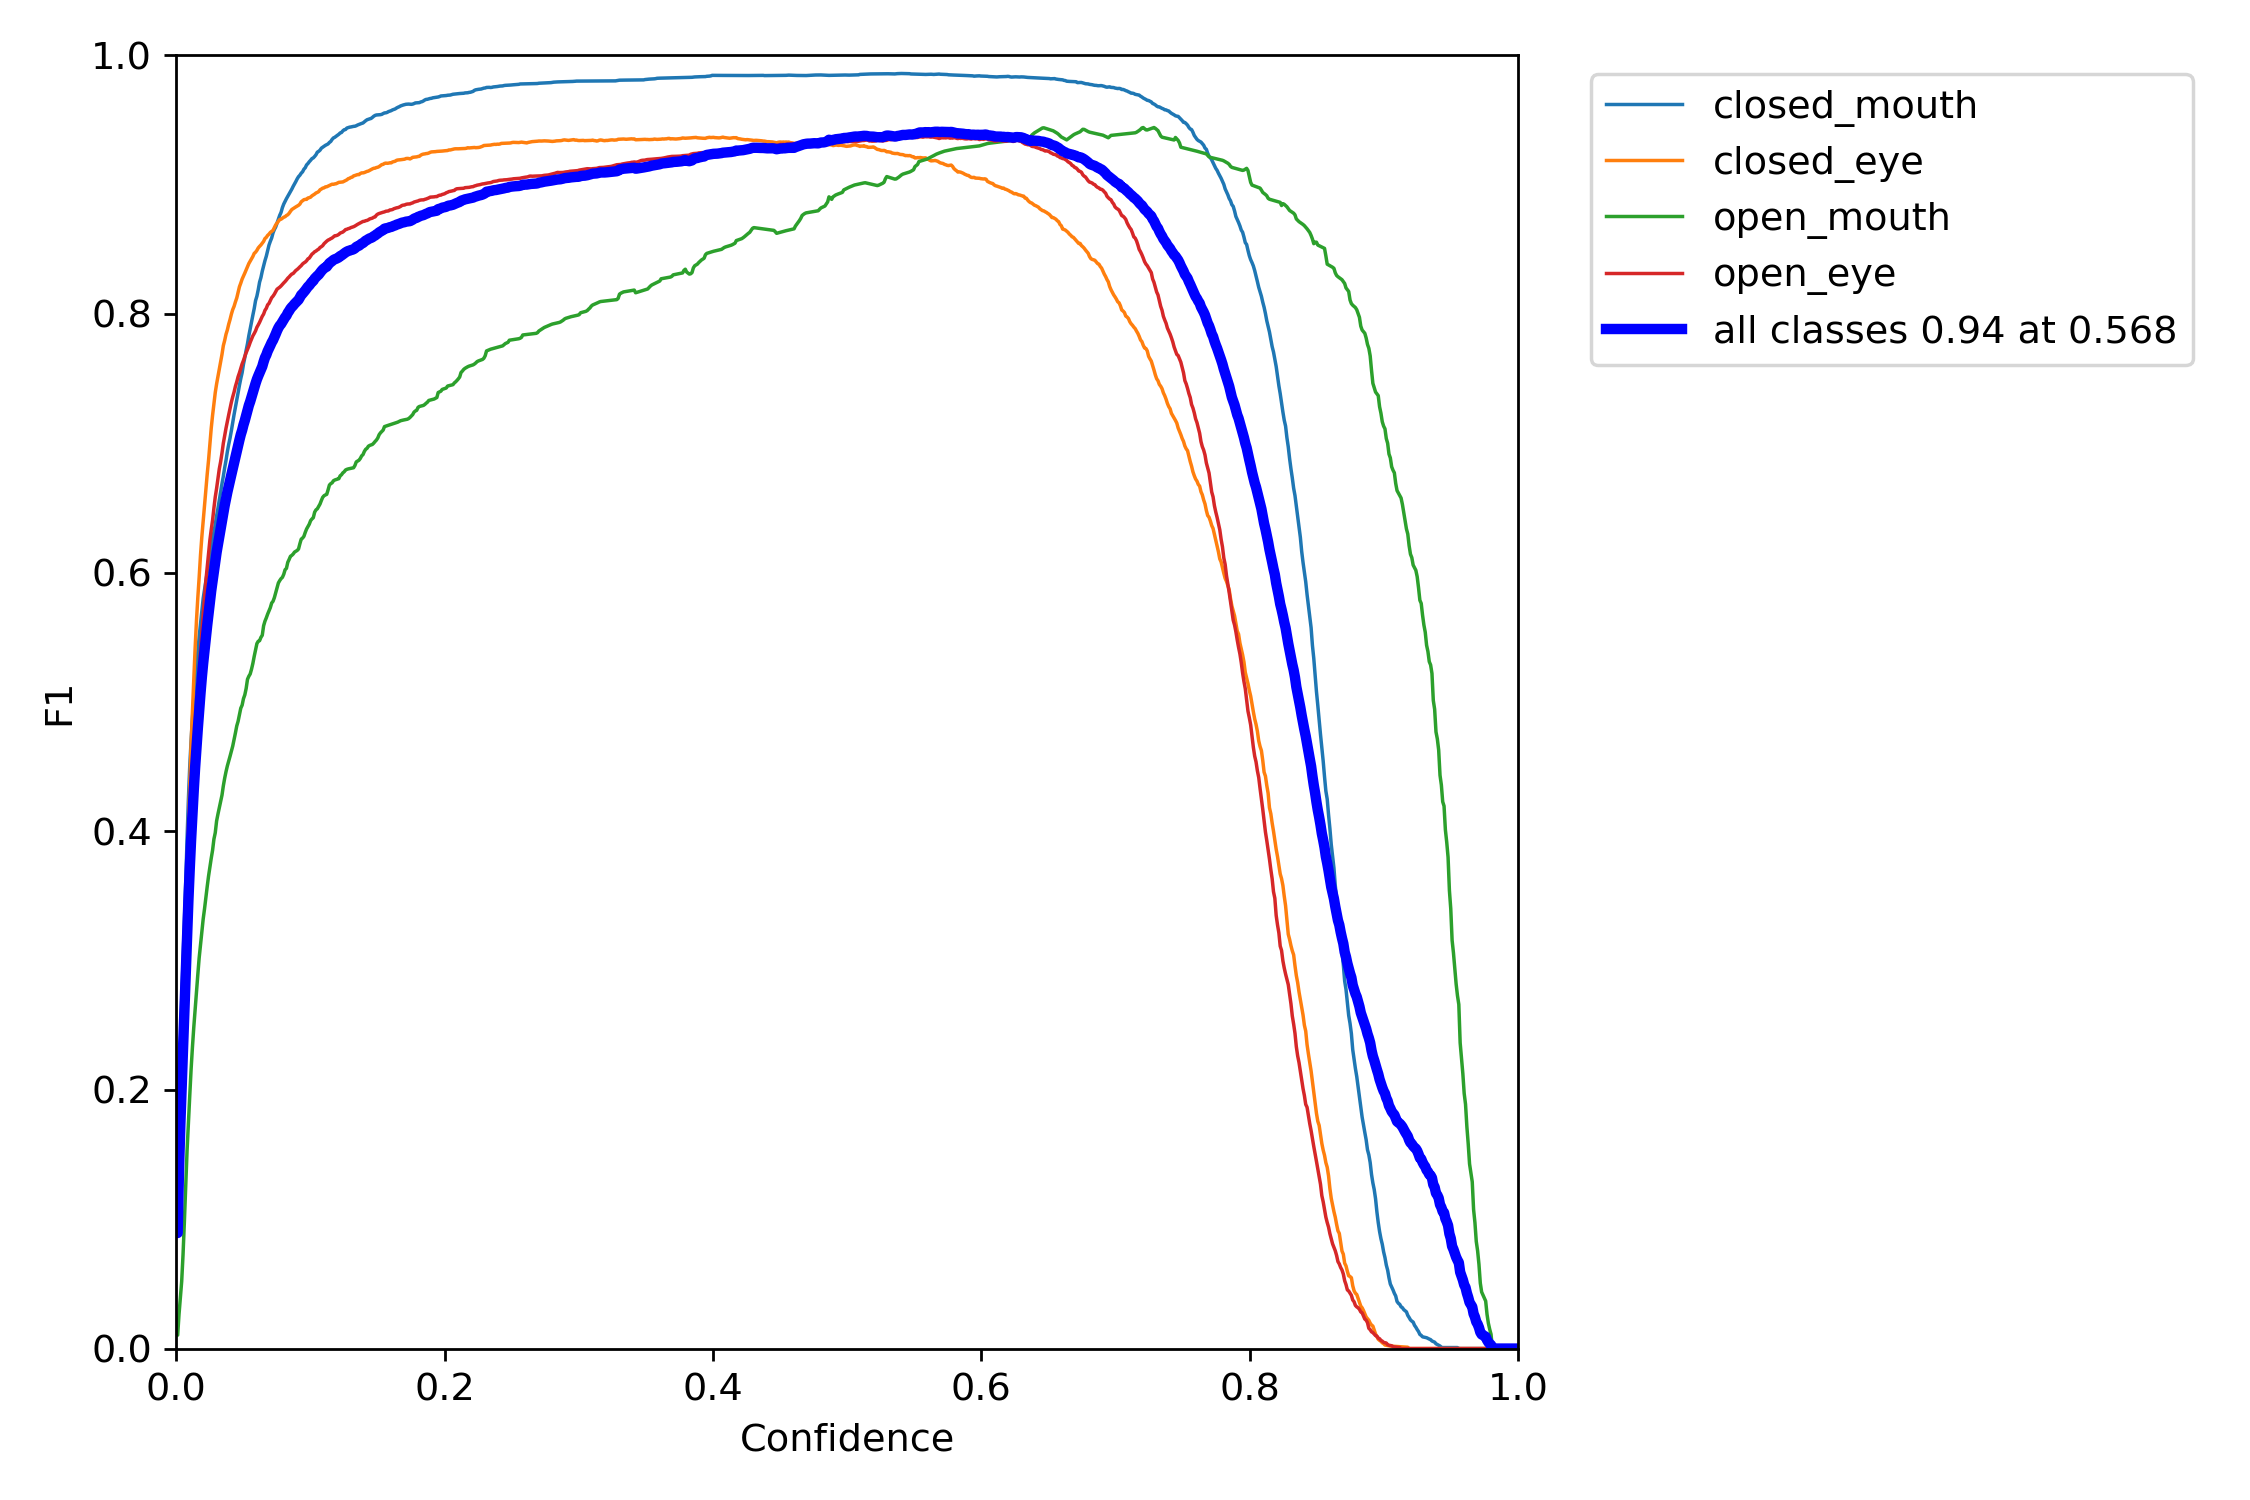 1.0
0.8
0.6
0.4
0.2
0.0
F1
0.0 0.2 0.4 0.6 0.8 1.0
Confidence
closed_mouth
closed_eye
open_mouth
open_eye
all classes 0.94 at 0.568